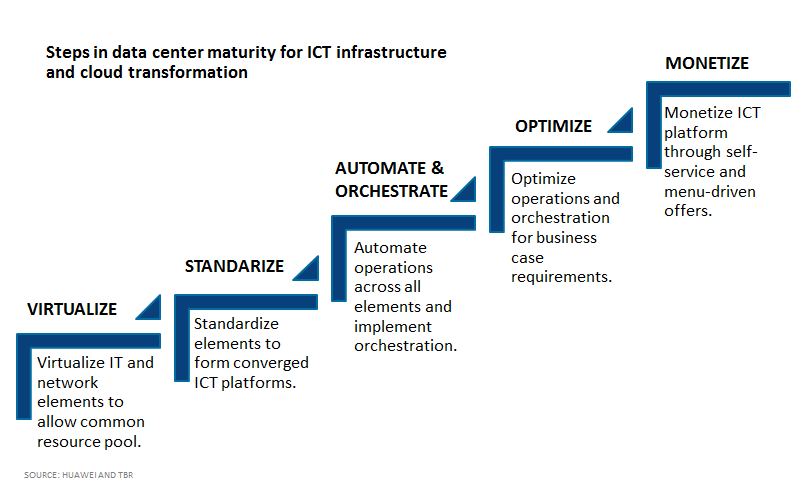 Steps in data center maturity for ICT infrastructure
and cloud transformation
VIRTUALIZE
Virtualize IT and
network
elements to
allow common
resource pool.
STANDARIZE
Standardize
elements to
form converged
ICT platforms.
AUTOMATE &
ORCHESTRATE
Automate
operations
across all
elements and
implement
orchestration.
OPTIMIZE
Optimize
operations and
orchestration
for business
case
requirements.
MONETIZE
Monetize ICT
platform
through self-
service and
menu-driven
offers.
SOURCE: HUAWEI AND TBR